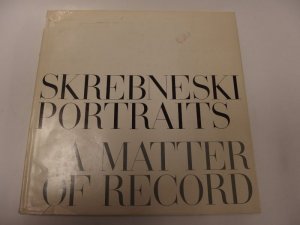 SKREBNESKI
PORTRAITS
A MATTER
OF RECORD